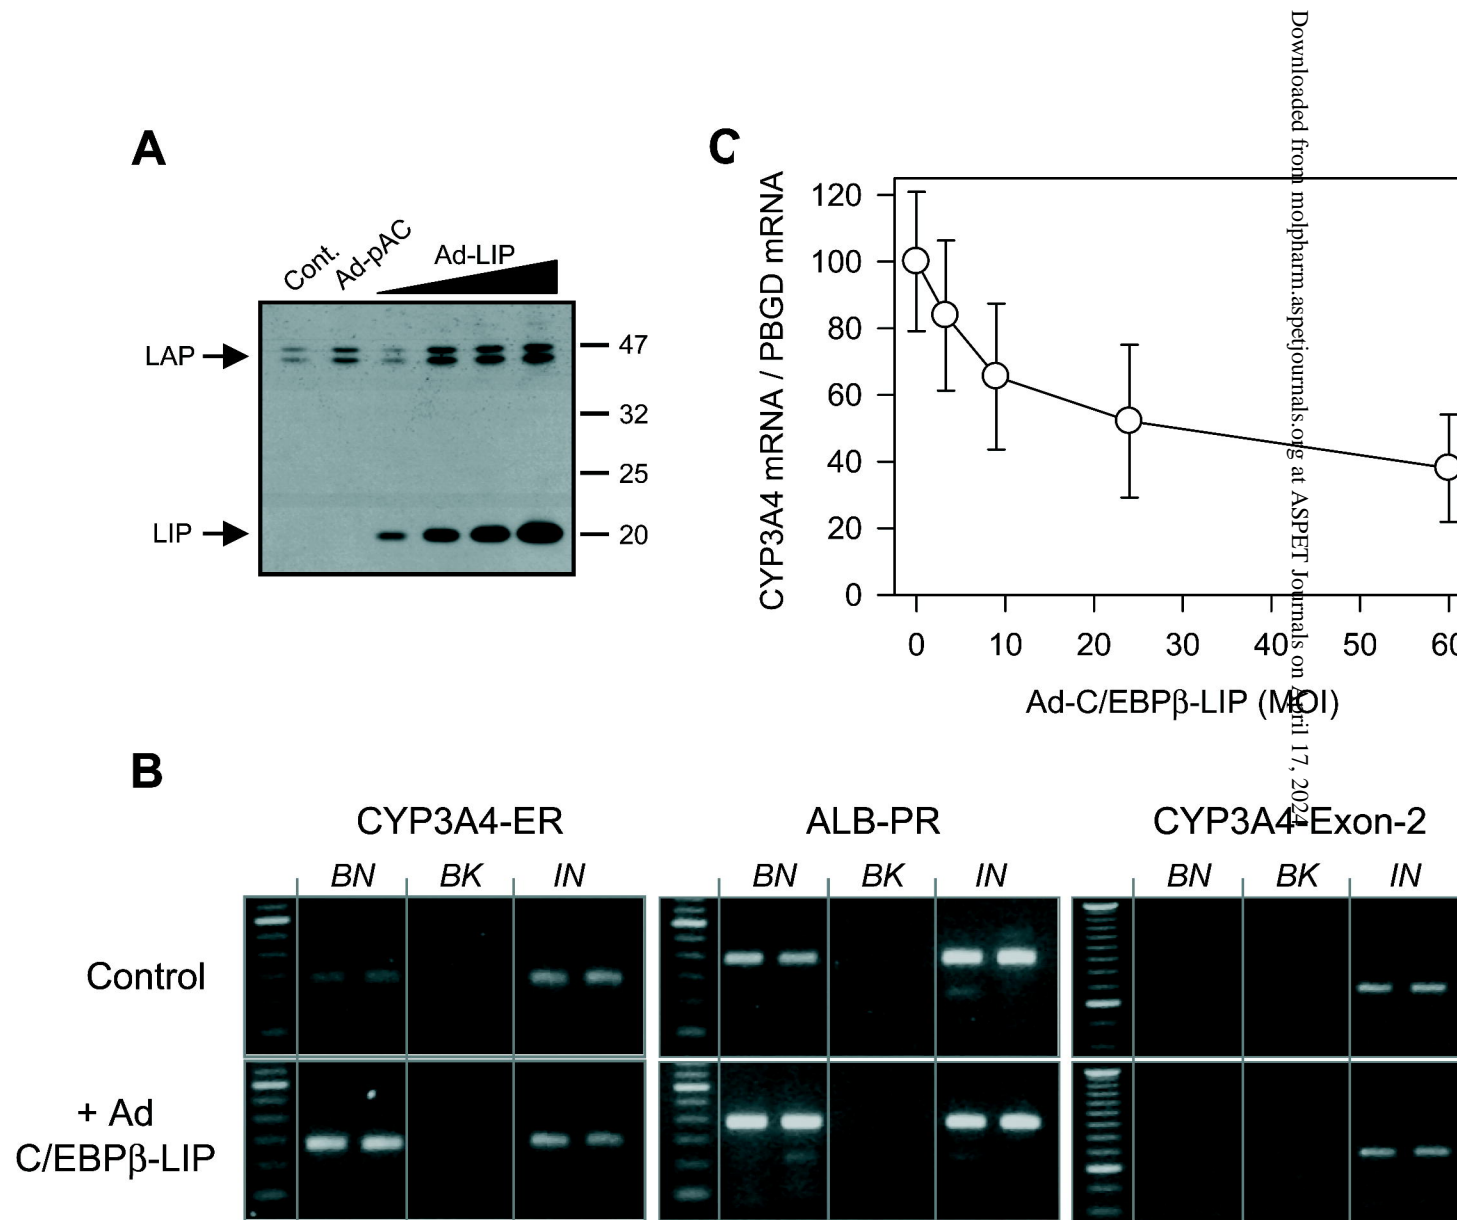 A
Cont.
Ad-pAC
Ad-LIP
LAP
LIP
47
32
25
20
C
CYP3A4 mRNA / PBGD mRNA
120
100
80
60
40
20
0
0 10 20 30 40 50 60
Ad-C/EBPβ-LIP (MOI)
Downloaded from molpharm.aspetjournals.org at ASPET Journals on April 17, 2024
B
CYP3A4-ER ALB-PR CYP3A4-Exon-2
BN BK IN BN BK IN BN BK IN
Control
+ Ad
C/EBPβ-LIP